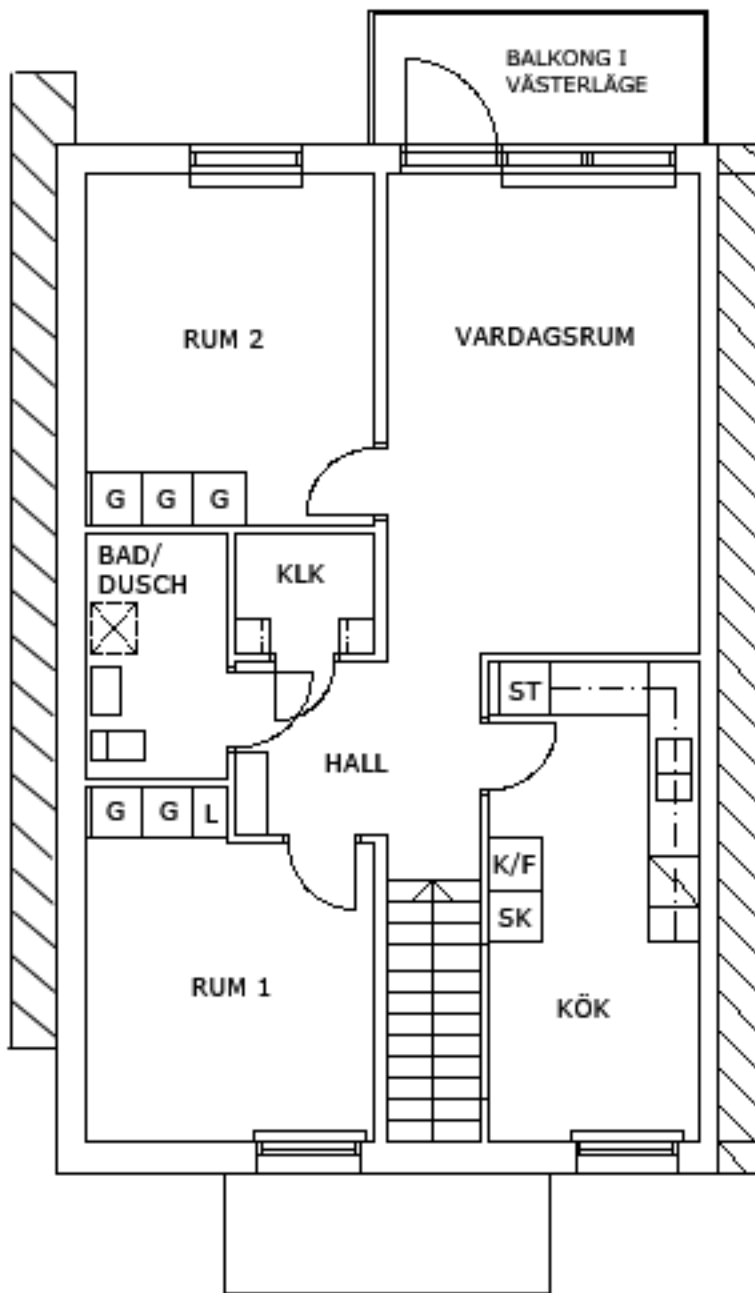 BALKONG I
VÄSTERLÄGE
RUM 2
VARDAGSRUM
G G G
BAD/
DUSCH
KLK
ST
HALL
G G L
K/F
SK
RUM 1
KÖK